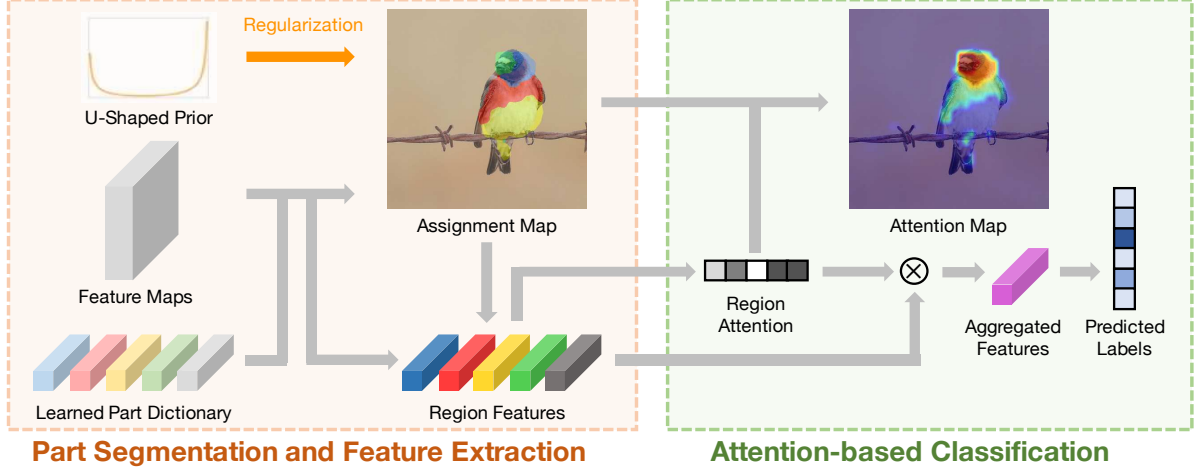 Regularization
U-Shaped Prior
Assignment Map
Attention Map
Feature Maps
Region
Attention
Aggregated
Features
Predicted
Labels
Learned Part Dictionary
Region Features
Part Segmentation and Feature Extraction
Attention-based Classification